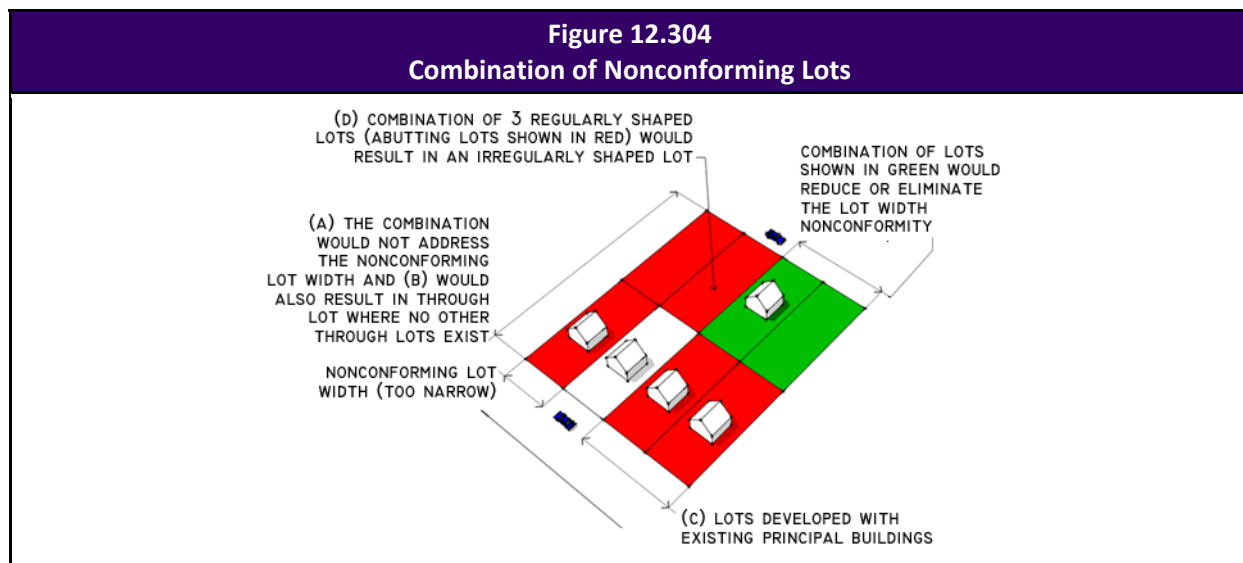 Figure 12.304
Combination of Nonconforming Lots
(D) COMBINATION OF 3 REGULARLY SHAPED
LOTS (ABUTTING LOTS SHOWN IN RED) WOULD
RESULT IN AN IRREGULARLY SHAPED LOT
COMBINATION OF LOTS
SHOWN IN GREEN WOULD
REDUCE OR ELIMINATE
THE LOT WIDTH
NONCONFORMITY
(A) THE COMBINATION
WOULD NOT ADDRESS
THE NONCONFORMING
LOT WIDTH AND (B) WOULD
ALSO RESULT IN THROUGH
LOT WHERE NO OTHER
THROUGH LOTS EXIST
NONCONFORMING LOT
WIDTH (TOO NARROW)
(C) LOTS DEVELOPED WITH
EXISTING PRINCIPAL BUILDINGS